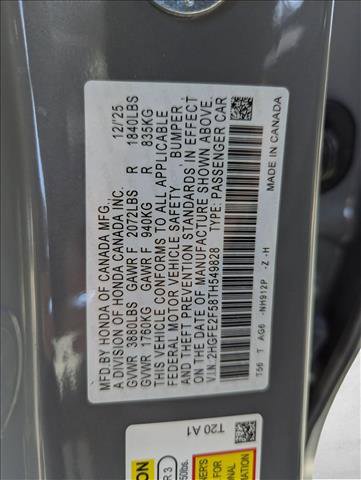 MFD. BY HONDA OF CANADA MFG.,
A DIVISION OF HONDA CANADA INC. 12/25
GVWR 3880LBS GAWR F 2072LBS R 1840LBS
GVWR 1760KG GAWR F 940KG R 835KG
THIS VEHICLE CONFORMS TO ALL APPLICABLE
FEDERAL MOTOR VEHICLE SAFETY, BUMPER,
AND THEFT PREVENTION STANDARDS IN EFFECT
ON THE DATE OF MANUFACTURE SHOWN ABOVE.
V.I.N. 2HGFE2F58TH549828 TYPE: PASSENGER CAR
T56 T AG6 -NH912P -Z -H MADE IN CANADA
T20 A1